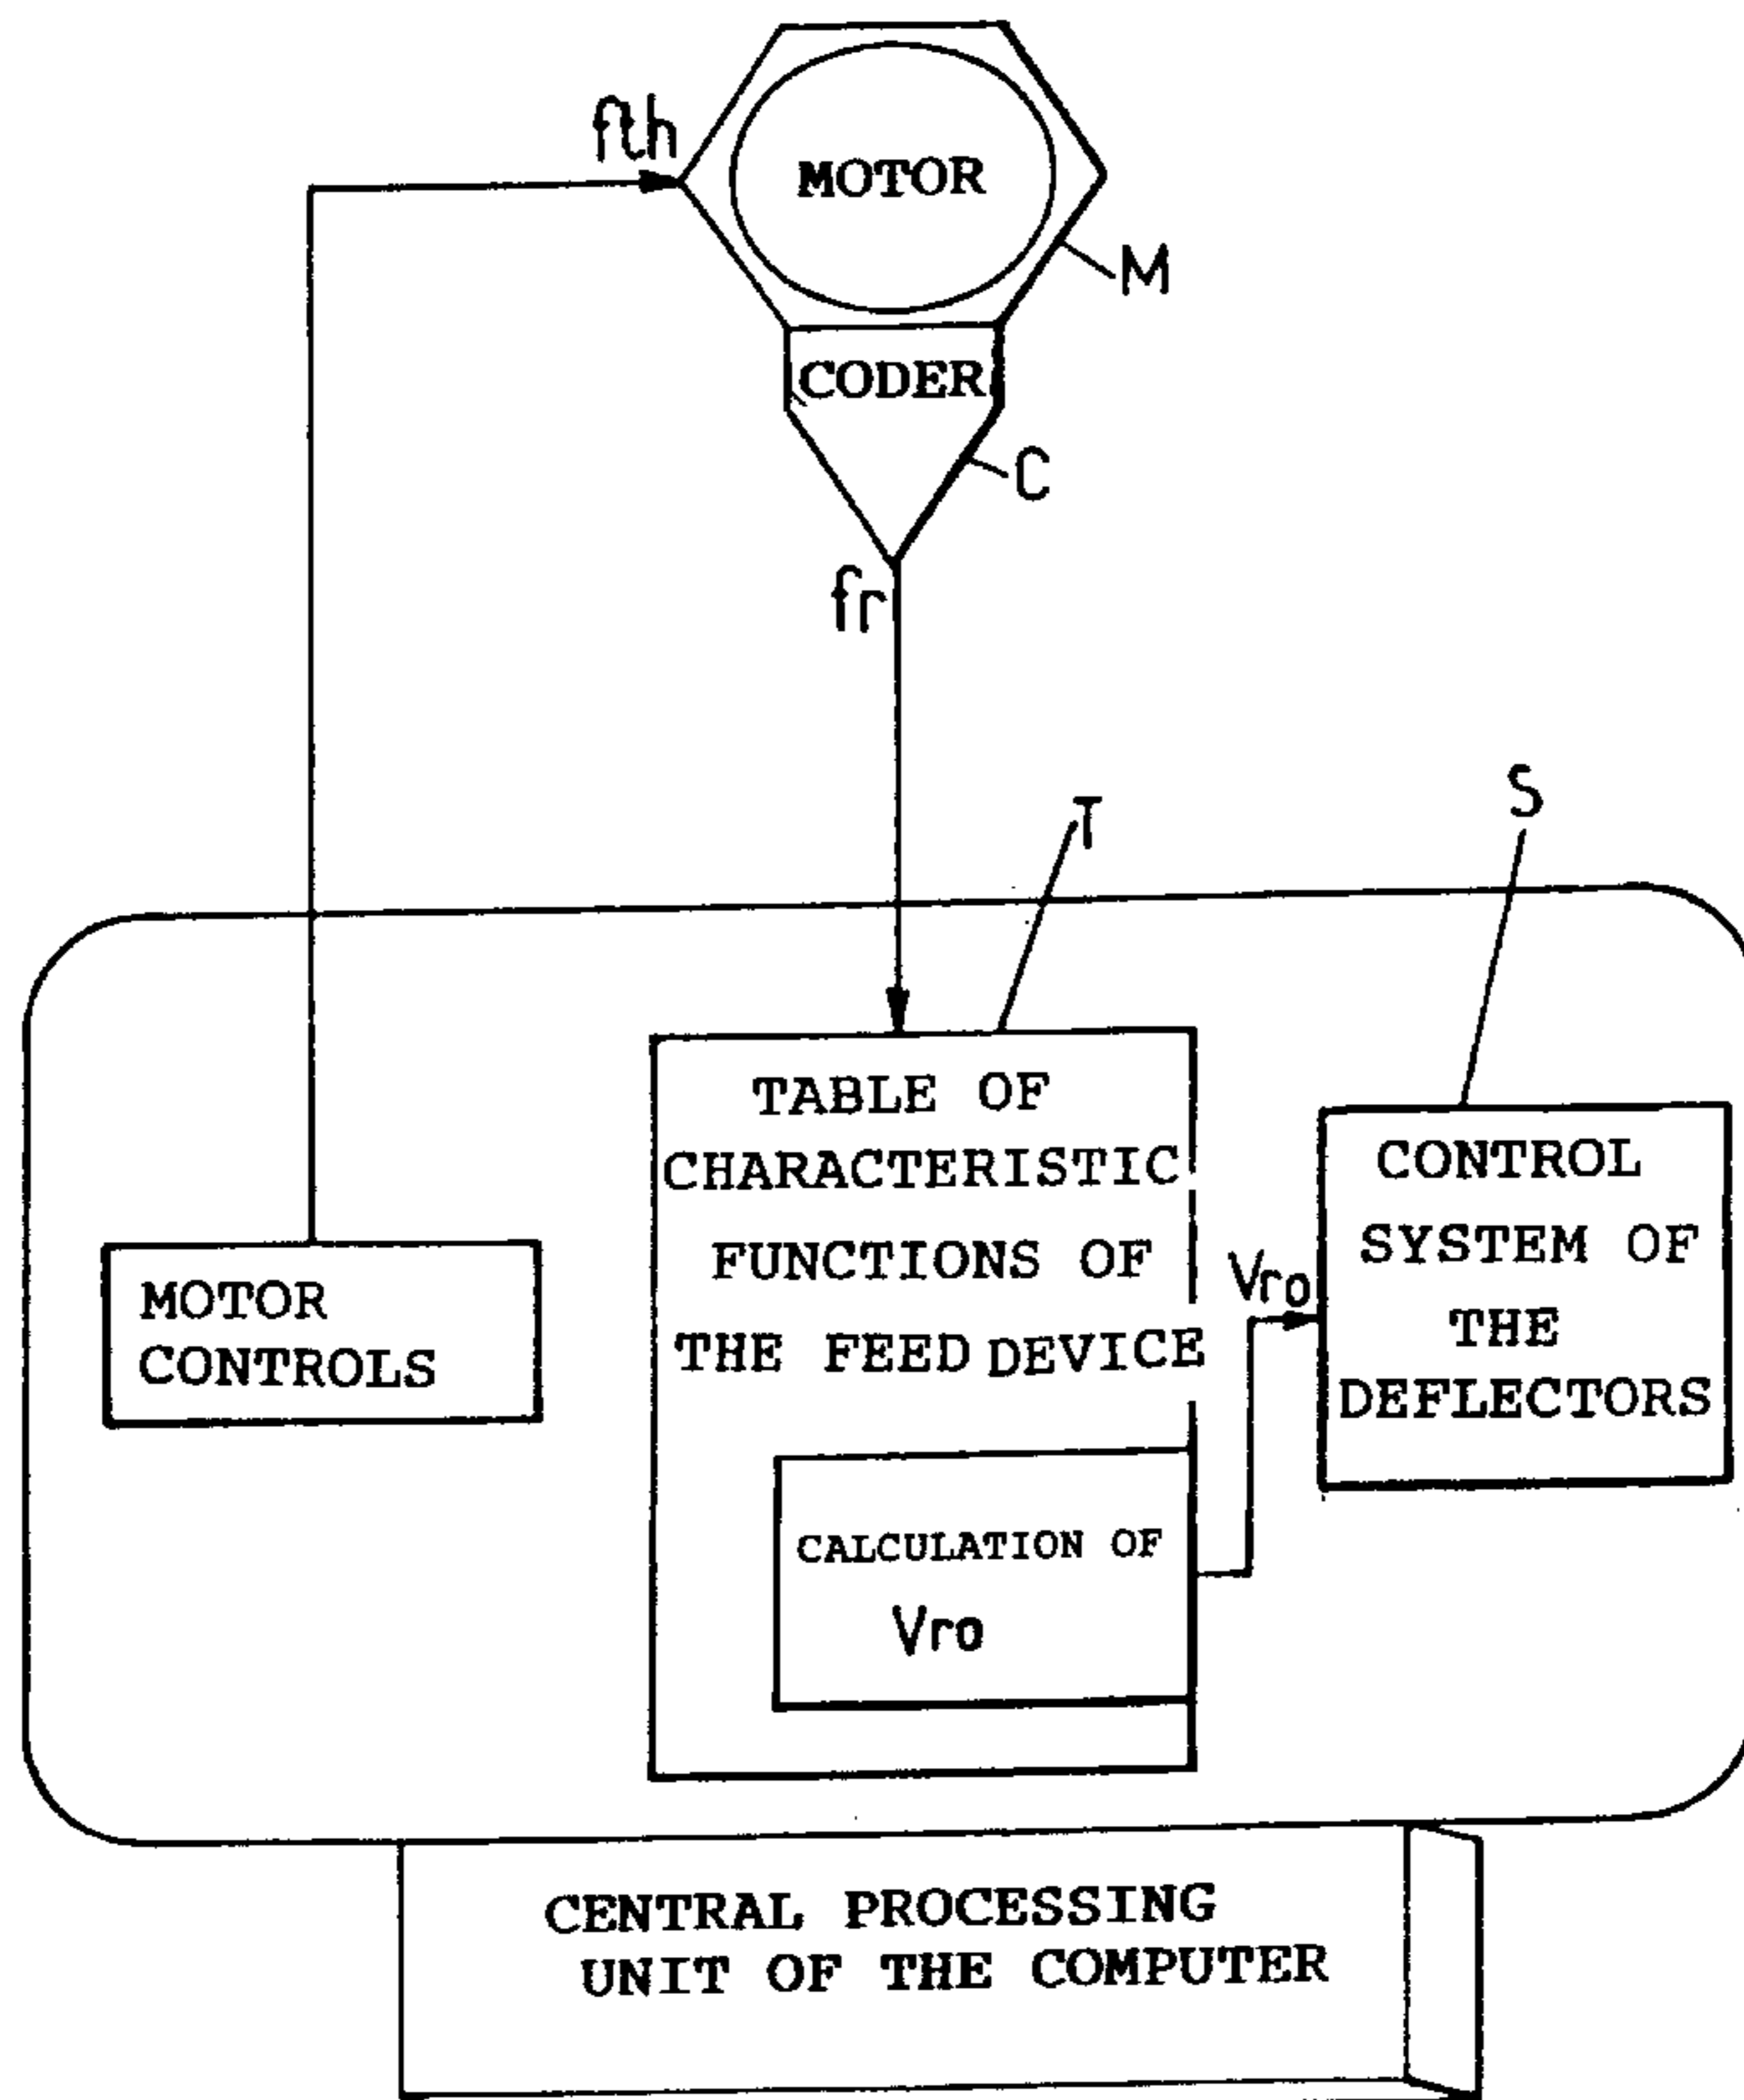 fth
MOTOR
M
CODER
C
fr
T
S
TABLE OF
CHARACTERISTIC
FUNCTIONS OF
THE FEED DEVICE
CALCULATION OF
Vro
Vro
CONTROL
SYSTEM OF
THE
DEFLECTORS
MOTOR
CONTROLS
CENTRAL PROCESSING
UNIT OF THE COMPUTER